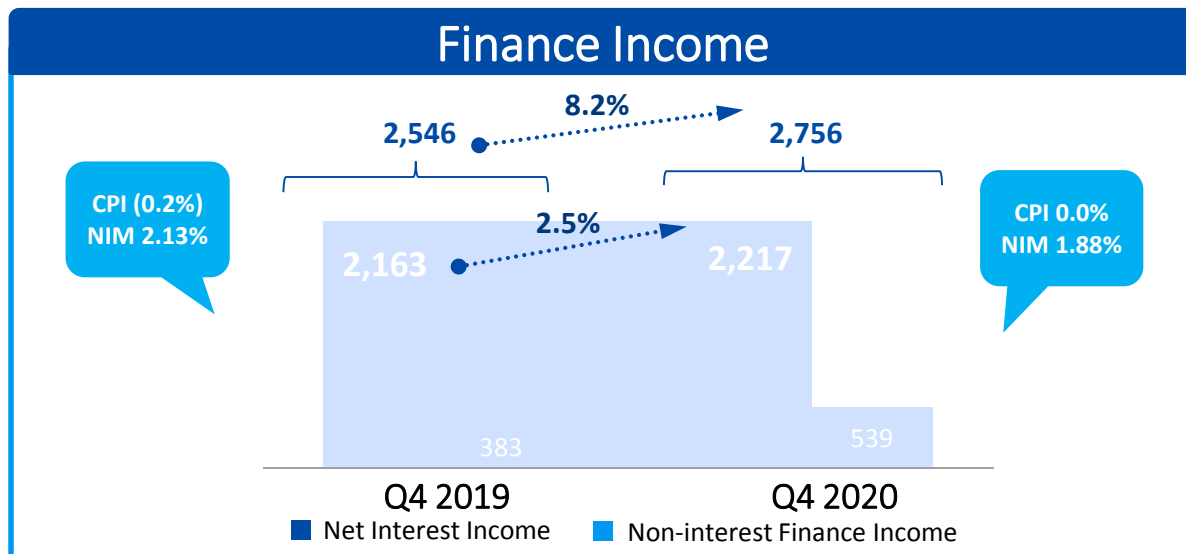 Finance Income
8.2%
2,546
2,756
CPI (0.2%)
NIM 2.13%
CPI 0.0%
NIM 1.88%
2.5%
2,163
2,217
383
539
Q4 2019
Q4 2020
Net Interest Income
Non-interest Finance Income